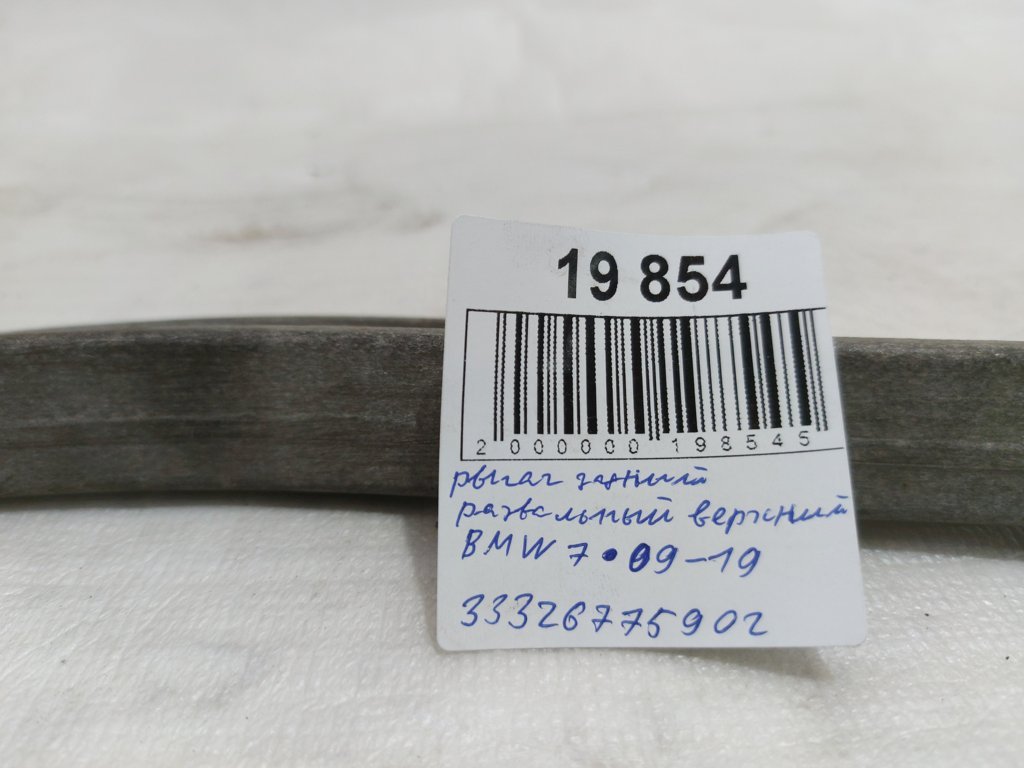 19 854
2 000000 198545
рычаг задний
развальный верхний
BMW 7 • 09-19
33326775902